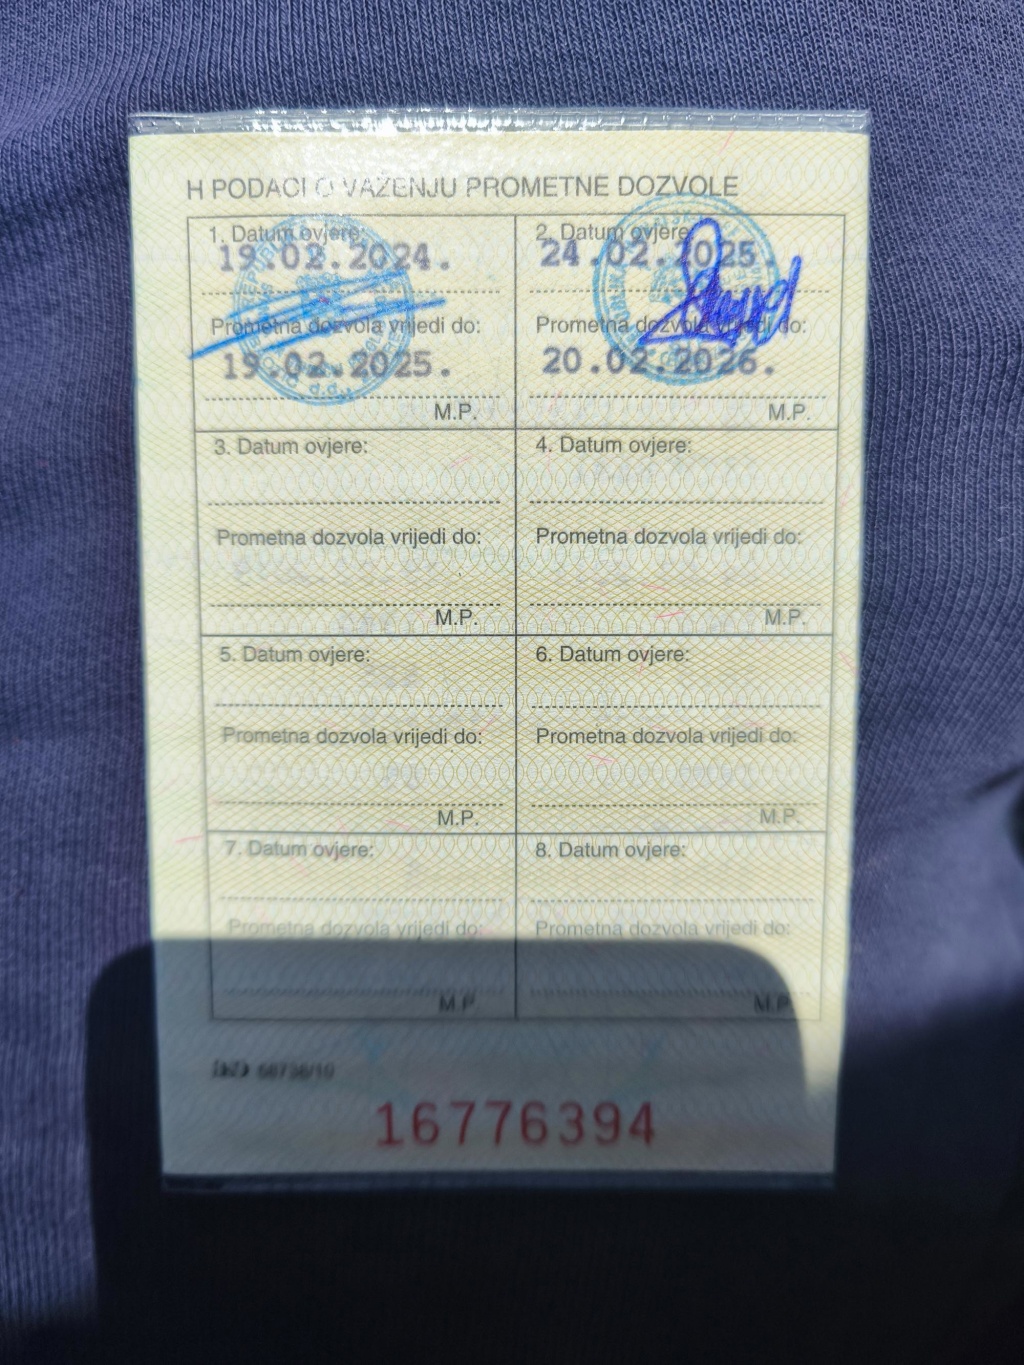 H PODACI O VAŽENJU PROMETNE DOZVOLE
1. Datum ovjere:
19.02.2024.
Prometna dozvola vrijedi do:
19.02.2025.
M.P.
2. Datum ovjere:
24.02.2025
Prometna dozvola vrijedi do:
20.02.2026.
M.P.
3. Datum ovjere:
Prometna dozvola vrijedi do:
M.P.
4. Datum ovjere:
Prometna dozvola vrijedi do:
M.P.
5. Datum ovjere:
Prometna dozvola vrijedi do:
M.P.
6. Datum ovjere:
Prometna dozvola vrijedi do:
M.P.
7. Datum ovjere:
Prometna dozvola vrijedi do:
M.P.
8. Datum ovjere:
Prometna dozvola vrijedi do:
M.P.
16776394